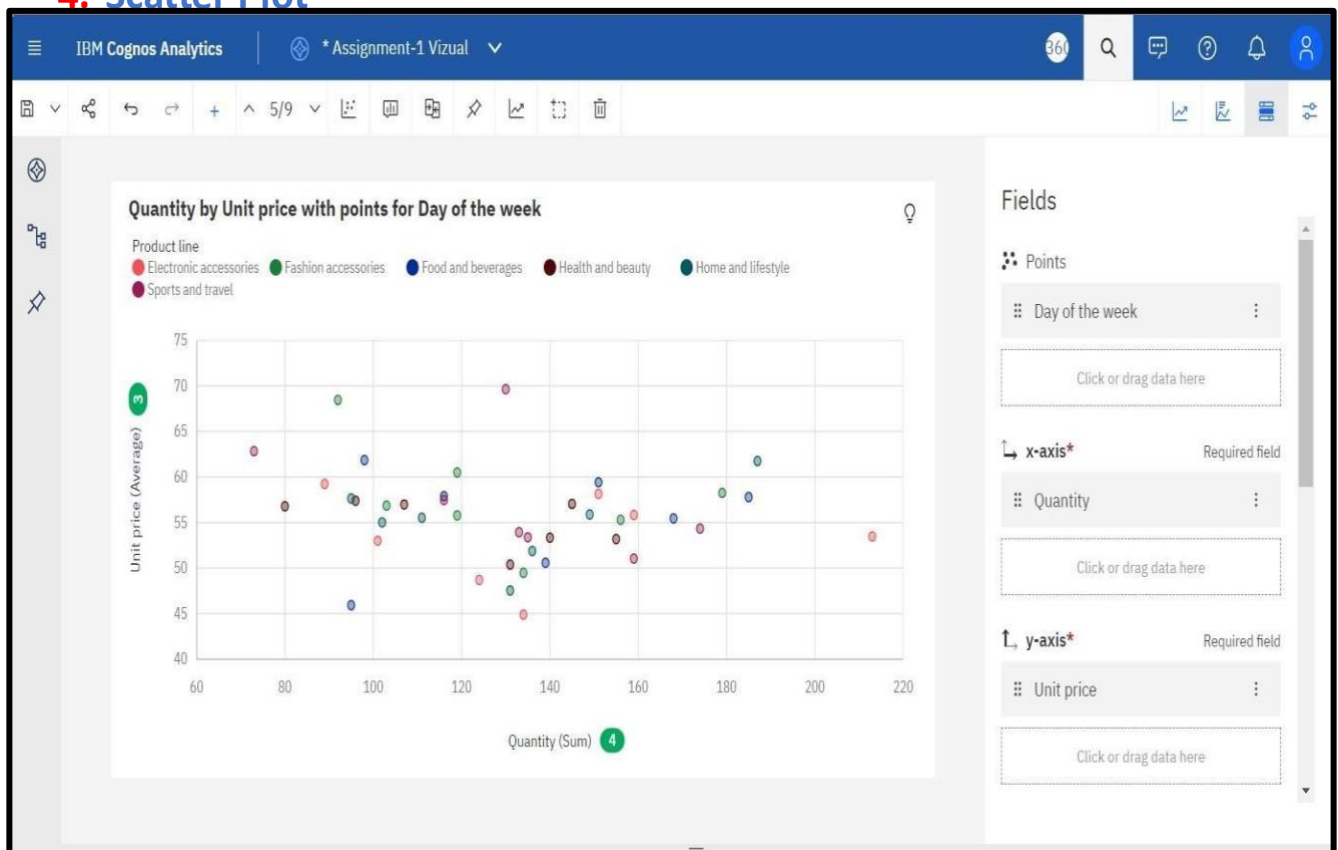 4. Scatter Plot
IBM Cognos Analytics
* Assignment-1 Vizual
360
5/9
Quantity by Unit price with points for Day of the week
Product line
Electronic accessories Fashion accessories Food and beverages Health and beauty Home and lifestyle
Sports and travel
75
70
65
60
55
50
45
40
Unit price (Average) 3
60 80 100 120 140 160 180 200 220
Quantity (Sum) 4
Fields
Points
Day of the week
Click or drag data here
x-axis* Required field
Quantity
Click or drag data here
y-axis* Required field
Unit price
Click or drag data here